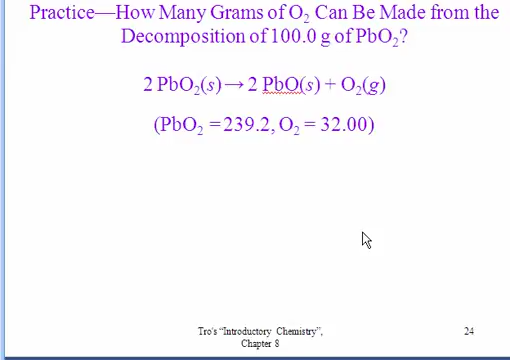 Practice—How Many Grams of O₂ Can Be Made from the
Decomposition of 100.0 g of PbO₂?
2 PbO₂(s) → 2 PbO(s) + O₂(g)
(PbO₂ = 239.2, O₂ = 32.00)
Tro's "Introductory Chemistry",
Chapter 8
24